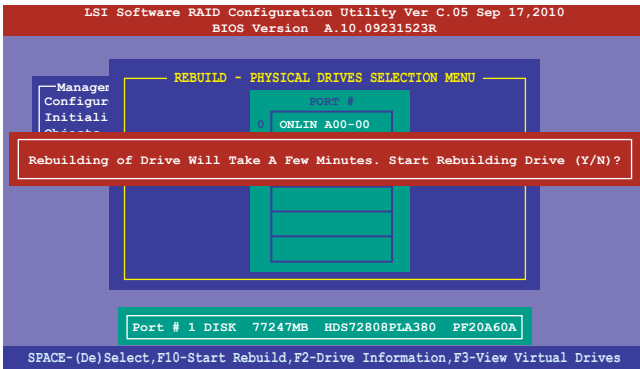 LSI Software RAID Configuration Utility Ver C.05 Sep 17,2010
BIOS Version A.10.09231523R
REBUILD - PHYSICAL DRIVES SELECTION MENU
Managem
Configur
PORT #
Initiali
0 ONLIN A00-00
Objects
Rebuilding of Drive Will Take A Few Minutes. Start Rebuilding Drive (Y/N)?
Port # 1 DISK 77247MB HDS72808PLA380 PF20A60A
SPACE-(De)Select,F10-Start Rebuild,F2-Drive Information,F3-View Virtual Drives